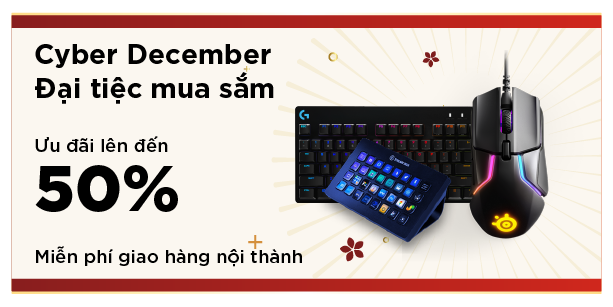 Cyber December
Đại tiệc mua sắm
Ưu đãi lên đến
50%
Miễn phí giao hàng nội thành